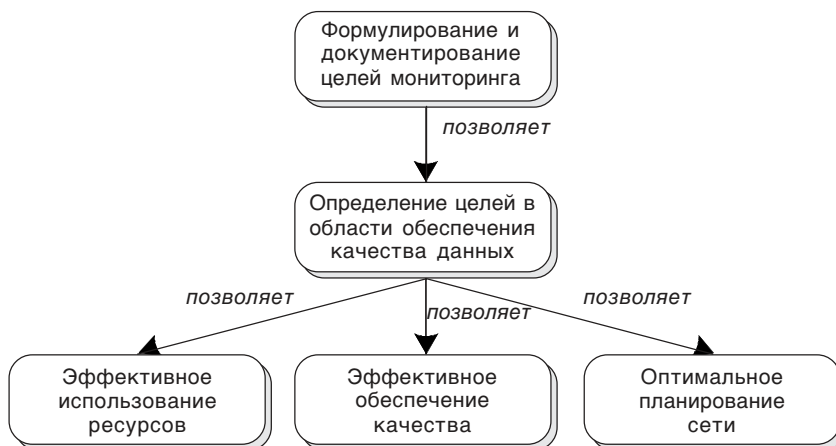 Формулирование и
документирование
целей мониторинга
позволяет
Определение целей в
области обеспечения
качества данных
позволяет
позволяет
позволяет
Эффективное
использование
ресурсов
Эффективное
обеспечение
качества
Оптимальное
планирование
сети